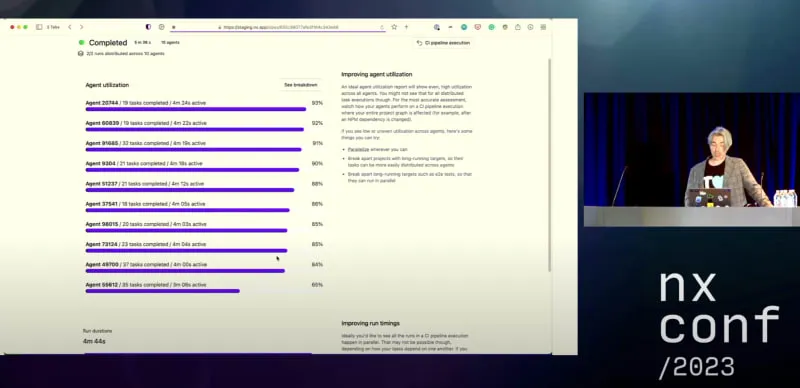 5 Tabs
Completed
10 agents
CI pipeline execution
2/2 runs distributed across 10 agents
Agent utilization
See breakdown
Agent 20744 / 19 tasks completed / 4m 24s active
93%
Agent 60839 / 19 tasks completed / 4m 22s active
92%
Agent 91685 / 32 tasks completed / 4m 19s active
91%
Agent 9304 / 21 tasks completed / 4m 16s active
90%
Agent 51237 / 21 tasks completed / 4m 12s active
88%
Agent 37541 / 18 tasks completed / 4m 05s active
86%
Agent 98015 / 20 tasks completed / 4m 03s active
85%
Agent 73124 / 23 tasks completed / 4m 04s active
85%
Agent 49700 / 37 tasks completed / 4m 00s active
84%
Agent 55612 / 35 tasks completed / 3m 06s active
65%
Run durations
4m 44s
Improving agent utilization
An ideal agent utilization report will show even, high utilization
across all agents. You might not see that for all distributed
task executions though. For the most accurate assessment,
watch how your agents perform on a CI pipeline execution
where your entire project graph is affected (for example, after
an NPM dependency is changed).
If you see low or uneven utilization across agents, here's some
things you can try:
Parallelize wherever you can
Break apart projects with long-running targets, so their
tasks can be more easily distributed across agents
Break apart long-running targets such as e2e tests, so that
they can run in parallel
Improving run timings
Ideally you'd like to see all the runs in a CI pipeline execution
happen in parallel. That may not be possible though,
depending on how your tasks depend on one another. If you
nx
conf
/2023